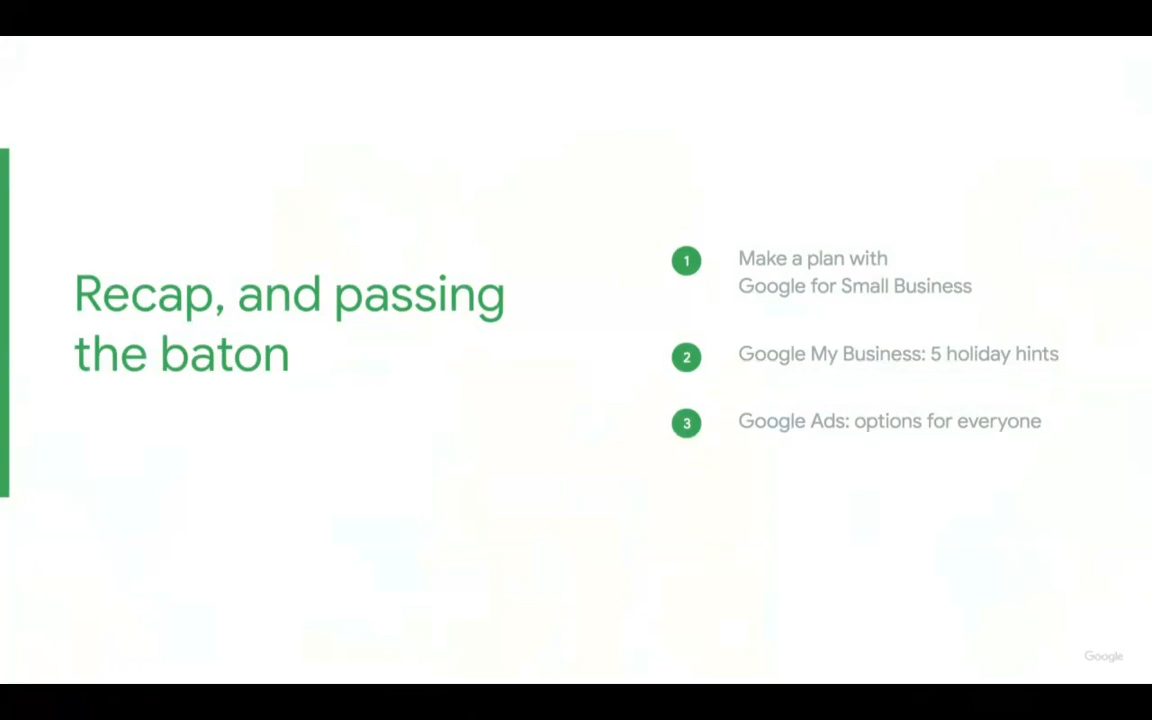 Recap, and passing
the baton
1
Make a plan with
Google for Small Business
2
Google My Business: 5 holiday hints
3
Google Ads: options for everyone
Google